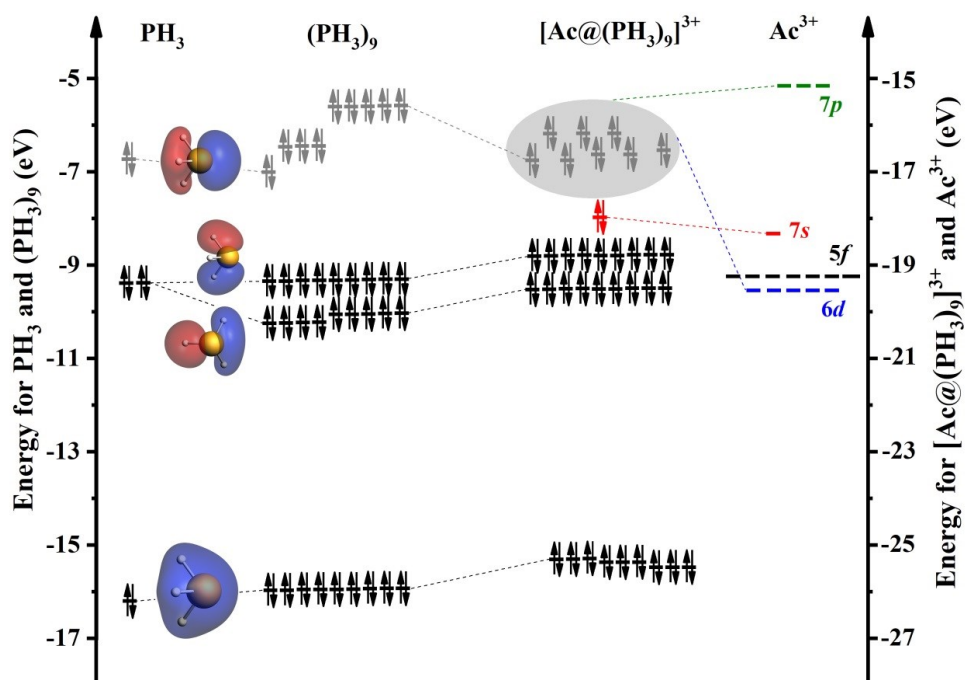 PH₃
(PH₃)₉
[Ac@(PH₃)₉]³⁺
Ac³⁺
Energy for PH₃ and (PH₃)₉ (eV)
-5
-7
-9
-11
-13
-15
-17
7p
7s
5f
6d
-15
-17
-19
-21
-23
-25
-27
Energy for [Ac@(PH₃)₉]³⁺ and Ac³⁺ (eV)